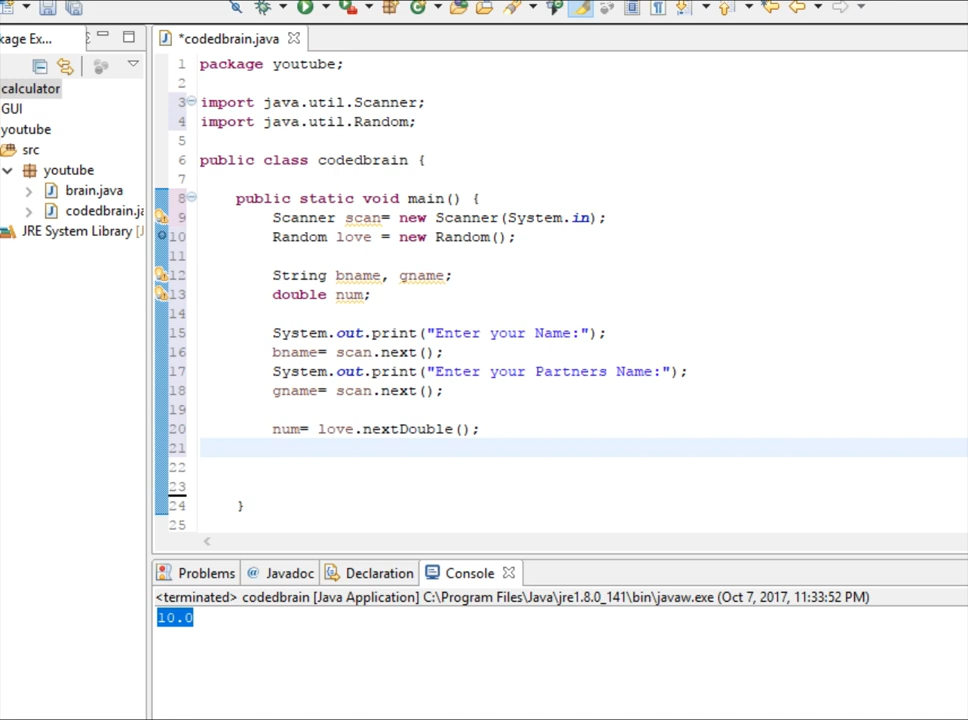 kage Ex...
calculator
GUI
youtube
src
youtube
brain.java
codedbrain.ja
JRE System Library [J
*codedbrain.java
1 package youtube;
2
3 import java.util.Scanner;
4 import java.util.Random;
5
6 public class codedbrain {
7
8 public static void main() {
9 Scanner scan= new Scanner(System.in);
10 Random love = new Random();
11
12 String bname, gname;
13 double num;
14
15 System.out.print("Enter your Name:");
16 bname= scan.next();
17 System.out.print("Enter your Partners Name:");
18 gname= scan.next();
19
20 num= love.nextDouble();
21
22
23
24 }
25
Problems @ Javadoc Declaration Console
<terminated> codedbrain [Java Application] C:\Program Files\Java\jre1.8.0_141\bin\javaw.exe (Oct 7, 2017, 11:33:52 PM)
10.0